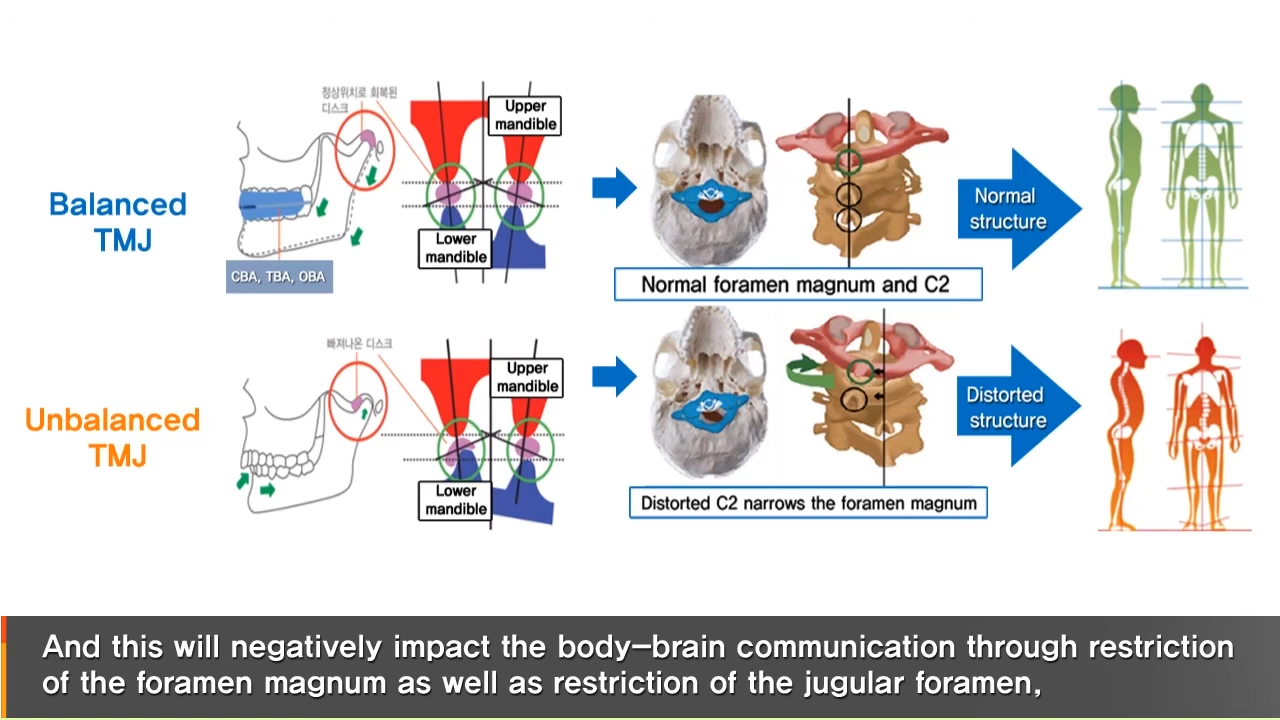 정상위치로 회복된
디스크
Upper
mandible
Balanced
TMJ
Lower
mandible
CBA, TBA, OBA
Normal
structure
Normal foramen magnum and C2
빠져나온 디스크
Upper
mandible
Unbalanced
TMJ
Lower
mandible
Distorted
structure
Distorted C2 narrows the foramen magnum
And this will negatively impact the body-brain communication through restriction
of the foramen magnum as well as restriction of the jugular foramen,